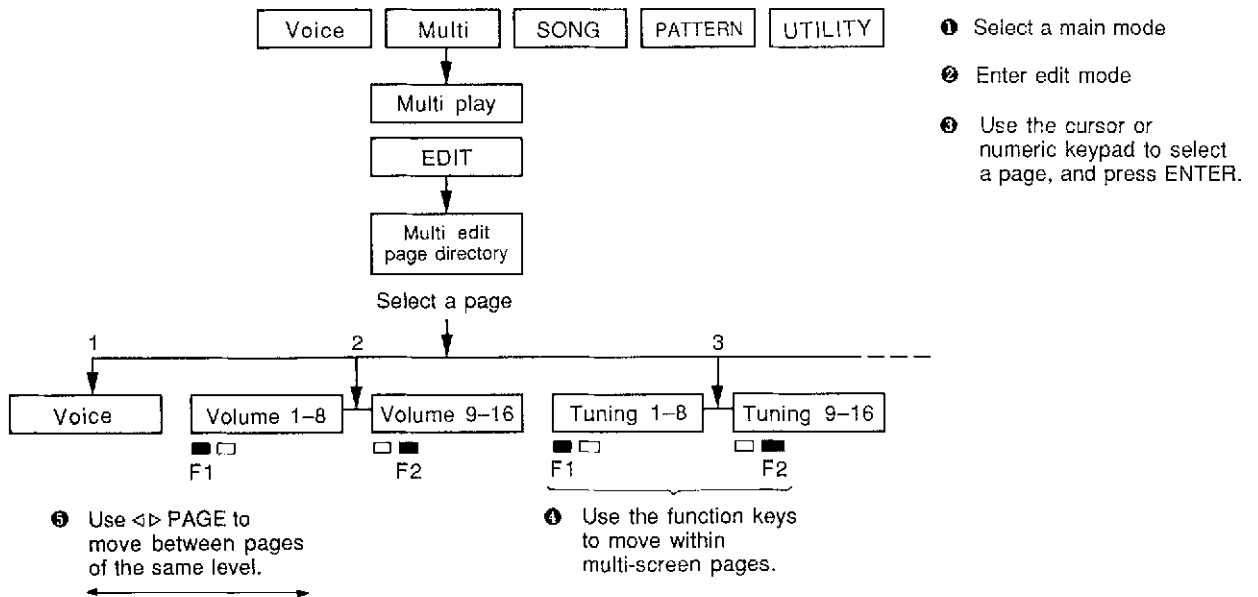 Voice Multi SONG PATTERN UTILITY
❶ Select a main mode
❷ Enter edit mode
❸ Use the cursor or
numeric keypad to select
a page, and press ENTER.
Multi play
EDIT
Multi edit
page directory
Select a page
1 2 3
Voice Volume 1–8 Volume 9–16 Tuning 1–8 Tuning 9–16
F1 F2 F1 F2
❺ Use ◁▷ PAGE to
move between pages
of the same level.
❹ Use the function keys
to move within
multi-screen pages.